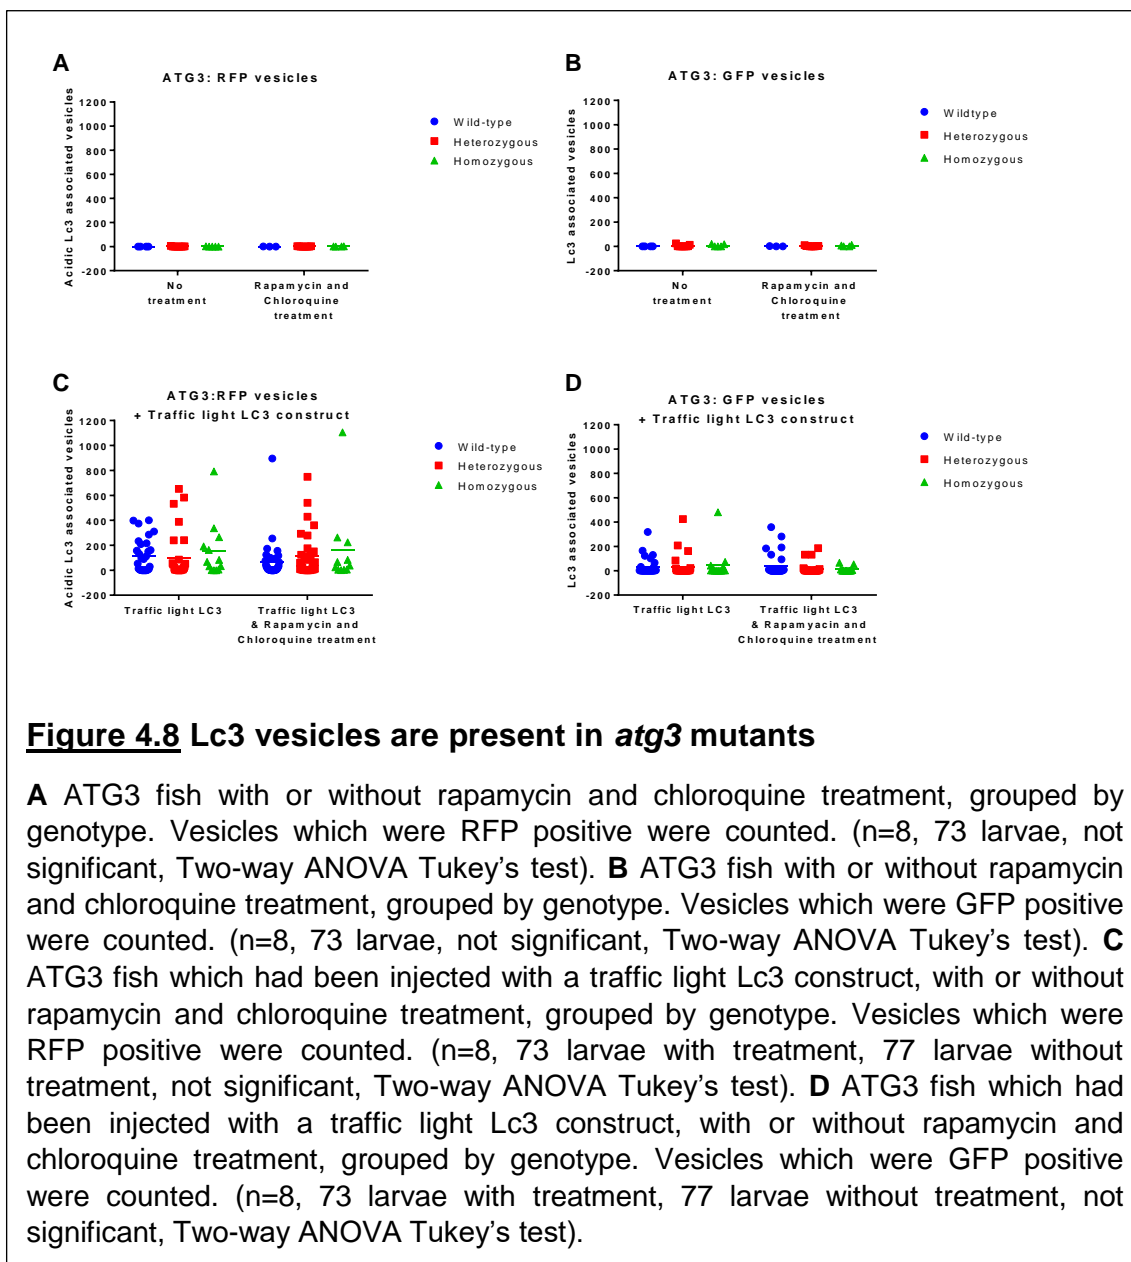 A
ATG3: RFP vesicles
Acidic Lc3 associated vesicles
1200
1000
800
600
400
200
0
-200
No treatment
Rapamycin and Chloroquine treatment
Wild-type
Heterozygous
Homozygous
B
ATG3: GFP vesicles
Lc3 associated vesicles
1200
1000
800
600
400
200
0
-200
No treatment
Rapamycin and Chloroquine treatment
Wildtype
Heterozygous
Homozygous
C
ATG3:RFP vesicles
+ Traffic light LC3 construct
Acidic Lc3 associated vesicles
1200
1000
800
600
400
200
0
-200
Traffic light LC3
Traffic light LC3
& Rapamyacin and
Chloroquine treatment
Wild-type
Heterozygous
Homozygous
D
ATG3: GFP vesicles
+ Traffic light LC3 construct
Lc3 associated vesicles
1200
1000
800
600
400
200
0
-200
Traffic light LC3
Traffic light LC3
& Rapamycin and
Chloroquine treatment
Wild-type
Heterozygous
Homozygous
Figure 4.8 Lc3 vesicles are present in atg3 mutants
A ATG3 fish with or without rapamycin and chloroquine treatment, grouped by
genotype. Vesicles which were RFP positive were counted. (n=8, 73 larvae, not
significant, Two-way ANOVA Tukey's test). B ATG3 fish with or without rapamycin
and chloroquine treatment, grouped by genotype. Vesicles which were GFP positive
were counted. (n=8, 73 larvae, not significant, Two-way ANOVA Tukey's test). C
ATG3 fish which had been injected with a traffic light Lc3 construct, with or without
rapamycin and chloroquine treatment, grouped by genotype. Vesicles which were
RFP positive were counted. (n=8, 73 larvae with treatment, 77 larvae without
treatment, not significant, Two-way ANOVA Tukey's test). D ATG3 fish which had
been injected with a traffic light Lc3 construct, with or without rapamycin and
chloroquine treatment, grouped by genotype. Vesicles which were GFP positive
were counted. (n=8, 73 larvae with treatment, 77 larvae without treatment, not
significant, Two-way ANOVA Tukey's test).